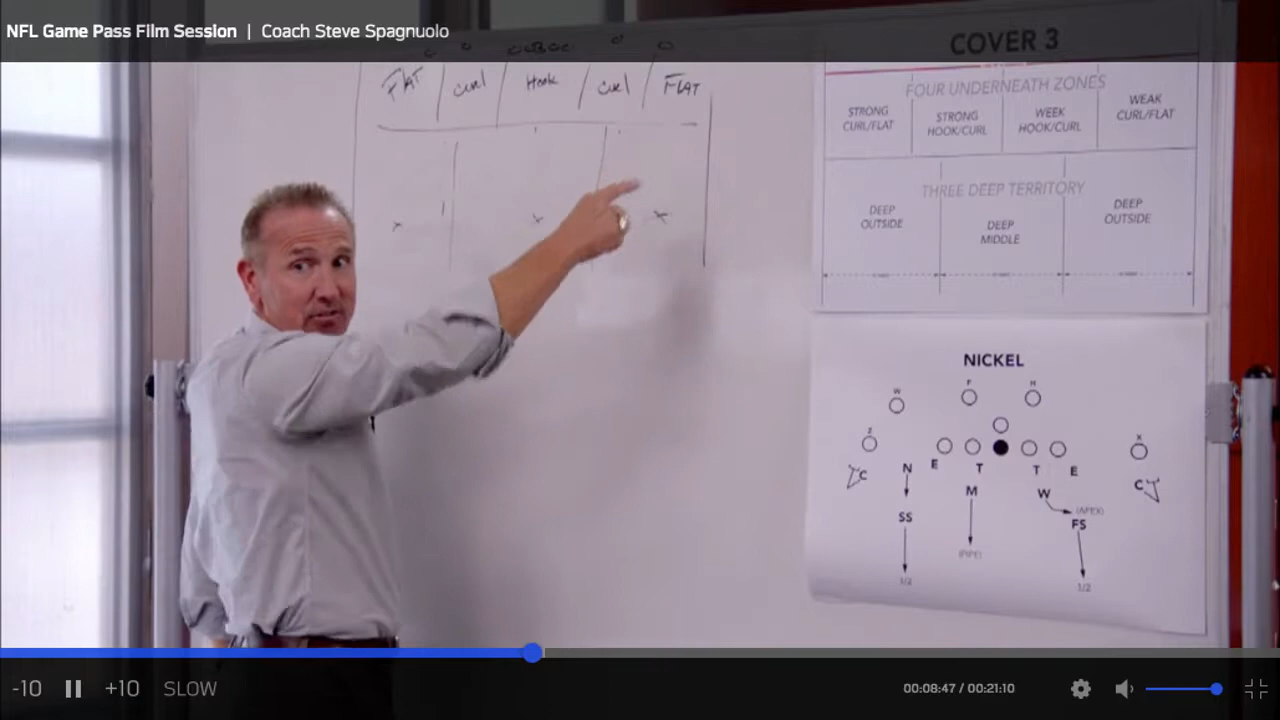 NFL Game Pass Film Session | Coach Steve Spagnuolo
FLAT CURL Hook CURL FLAT
COVER 3
FOUR UNDERNEATH ZONES
STRONG
CURL/FLAT
STRONG
HOOK/CURL
WEEK
HOOK/CURL
WEAK
CURL/FLAT
THREE DEEP TERRITORY
DEEP
OUTSIDE
DEEP
MIDDLE
DEEP
OUTSIDE
NICKEL
W F H
Z X
C N E T T E C
M W
SS (APEX)
FS
(PIPE)
1/2 1/2
-10 +10 SLOW 00:08:47 / 00:21:10